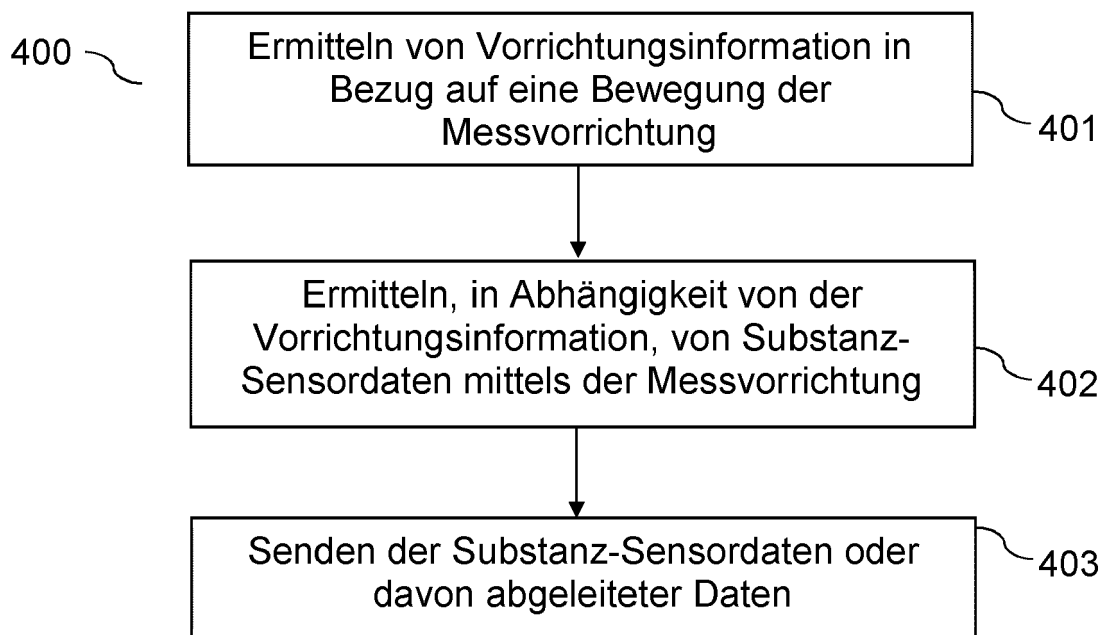 400
Ermitteln von Vorrichtungsinformation in
Bezug auf eine Bewegung der
Messvorrichtung
401
Ermitteln, in Abhängigkeit von der
Vorrichtungsinformation, von Substanz-
Sensordaten mittels der Messvorrichtung
402
Senden der Substanz-Sensordaten oder
davon abgeleiteter Daten
403